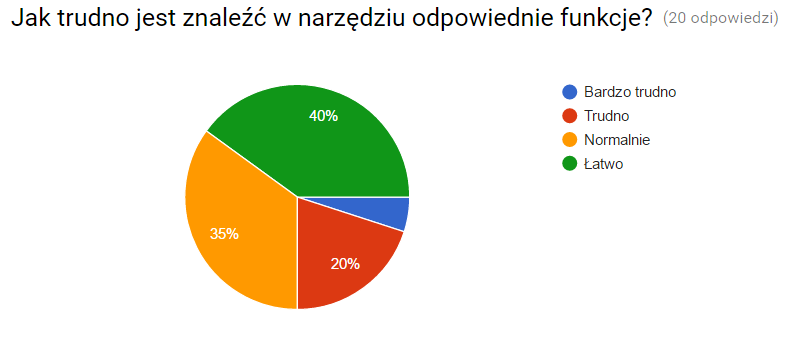 Jak trudno jest znaleźć w narzędziu odpowiednie funkcje? (20 odpowiedzi)
40%
35%
20%
Bardzo trudno
Trudno
Normalnie
Łatwo